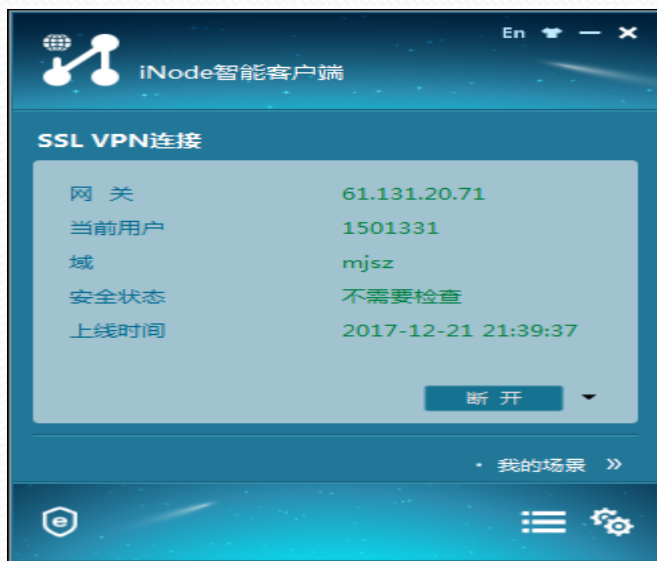 En
iNode智能客户端
SSL VPN连接
网 关 61.131.20.71
当前用户 1501331
域 mjsz
安全状态 不需要检查
上线时间 2017-12-21 21:39:37
断 开
· 我的场景 »
e